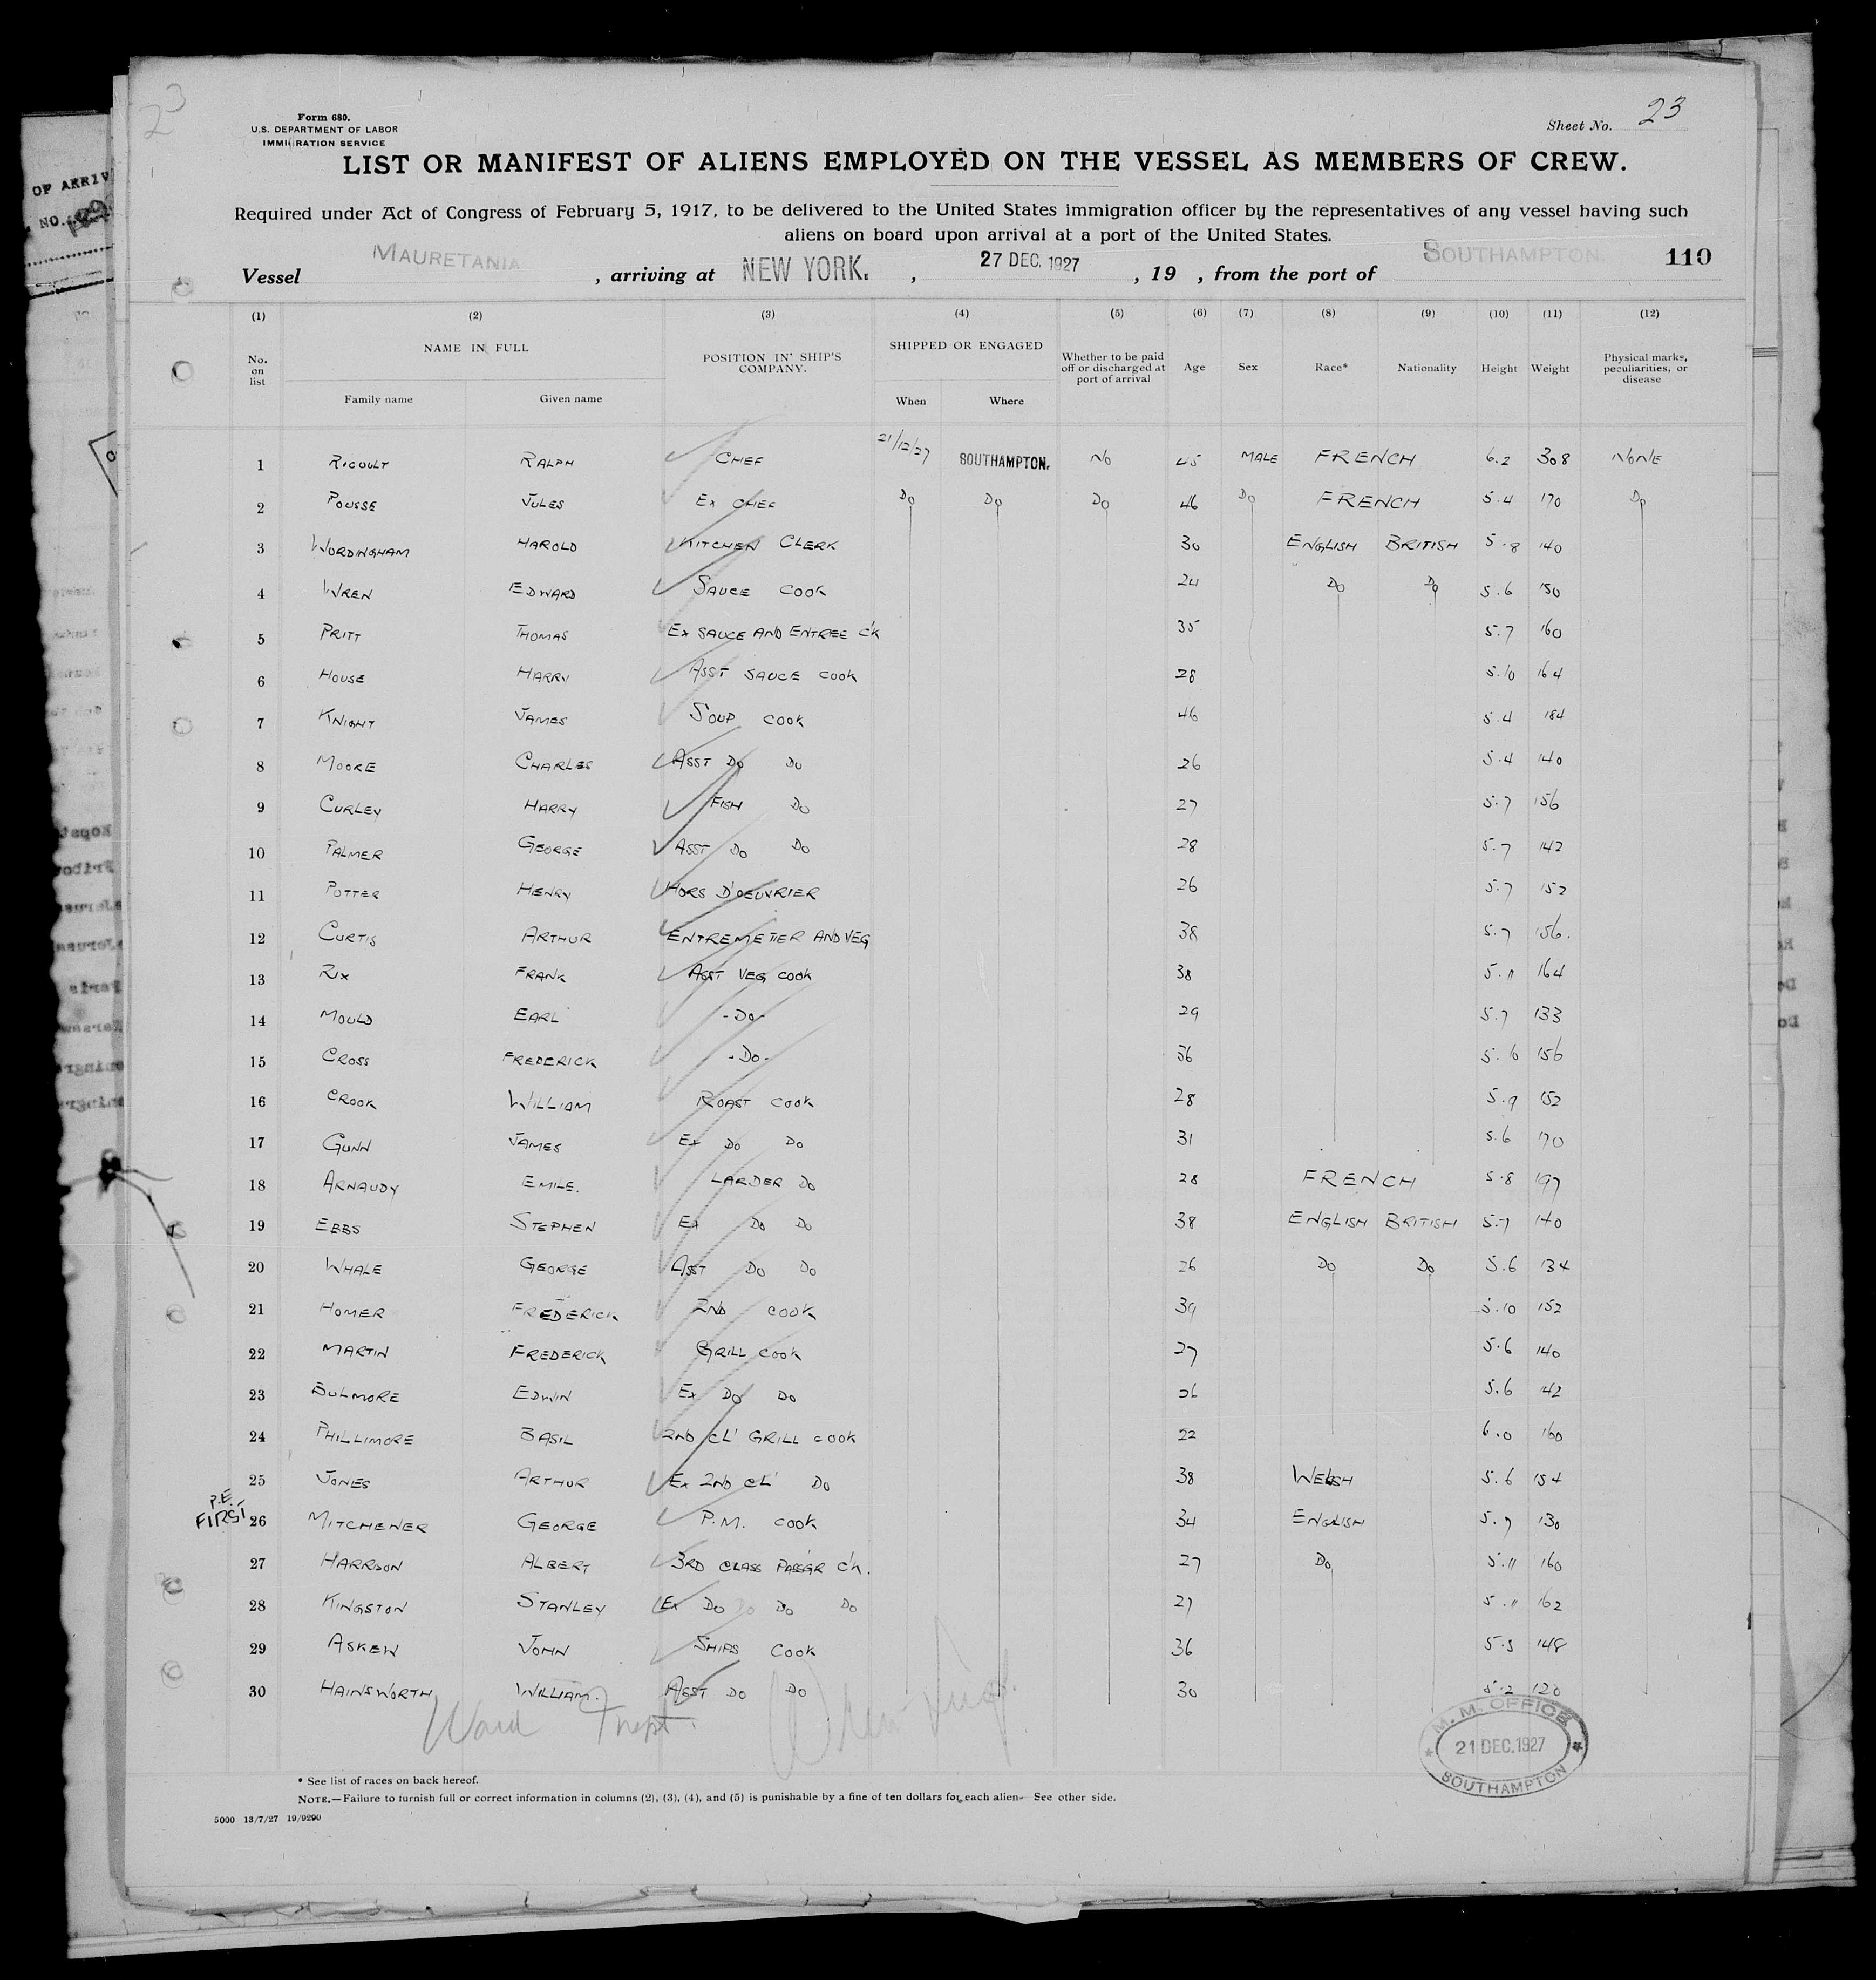 23
Form 680.
U.S. DEPARTMENT OF LABOR
IMMIGRATION SERVICE
Sheet No. 23
LIST OR MANIFEST OF ALIENS EMPLOYED ON THE VESSEL AS MEMBERS OF CREW.
Required under Act of Congress of February 5, 1917, to be delivered to the United States immigration officer by the representatives of any vessel having such
aliens on board upon arrival at a port of the United States.
Vessel MAURETANIA, arriving at NEW YORK., 27 DEC. 1927, 19 , from the port of SOUTHAMPTON. 110
(1) (2) (3) (4) (5) (6) (7) (8) (9) (10) (11) (12)
No. on list NAME IN FULL Family name Given name POSITION IN SHIP'S COMPANY. SHIPPED OR ENGAGED When Where Whether to be paid off or discharged at port of arrival Age Sex Race* Nationality Height Weight Physical marks, peculiarities, or disease
1 RICOULT RALPH CHEF 21/12/27 SOUTHAMPTON. NO 45 MALE FRENCH 6.2 308 NONE
2 POUSSE JULES EX CHEF DO DO DO 46 DO FRENCH 5.4 170 DO
3 WORDINGHAM HAROLD KITCHEN CLERK 30 ENGLISH BRITISH 5.8 140
4 WREN EDWARD SAUCE COOK 24 DO DO 5.6 150
5 PRITT THOMAS EX SAUCE AND ENTREE C'K 35 5.7 160
6 HOUSE HARRY ASST SAUCE COOK 28 5.10 164
7 KNIGHT JAMES SOUP COOK 46 5.4 184
8 MOORE CHARLES ASST DO DO 26 5.4 140
9 CURLEY HARRY FISH DO 27 5.7 156
10 PALMER GEORGE ASST DO DO 28 5.7 142
11 POTTER HENRY HORS D'OEUVRIER 26 5.7 152
12 CURTIS ARTHUR ENTREMETIER AND VEG 38 5.7 156.
13 RIX FRANK ASST VEG COOK 38 5.11 164
14 MOULD EARL -DO- 29 5.7 133
15 CROSS FREDERICK -DO- 36 5.6 156
16 CROOK WILLIAM ROAST COOK 28 5.9 152
17 GUNN JAMES EX DO DO 31 5.6 170
18 ARNAUDY EMILE. LARDER DO 28 FRENCH 5.8 197
19 EBBS STEPHEN EX DO DO 38 ENGLISH BRITISH 5.7 140
20 WHALE GEORGE ASST DO DO 26 DO DO 5.6 134
21 HOMER FREDERICK 2ND COOK 39 5.10 152
22 MARTIN FREDERICK GRILL COOK 27 5.6 140
23 BULMORE EDWIN EX DO DO 26 5.6 142
24 PHILLIMORE BASIL 2ND CL' GRILL COOK 22 6.0 160
25 JONES ARTHUR EX 2ND CL' DO 38 WELSH 5.6 154
P.E. FIRST 26 MITCHENER GEORGE P.M. COOK 34 ENGLISH 5.7 130
27 HARRISON ALBERT 3RD CLASS PASS'GR C'K. 27 DO 5.11 160
28 KINGSTON STANLEY EX DO DO DO 27 5.11 162
29 ASKEW JOHN SHIPS COOK 36 5.5 148
30 HAINSWORTH WILLIAM. ASST DO DO 30 5.2 120
Ward Inspt.
M. M. OFFICE
21 DEC. 1927
SOUTHAMPTON
* See list of races on back hereof.
NOTE.—Failure to furnish full or correct information in columns (2), (3), (4), and (5) is punishable by a fine of ten dollars for each alien. See other side.
5000 13/7/27 19/9290